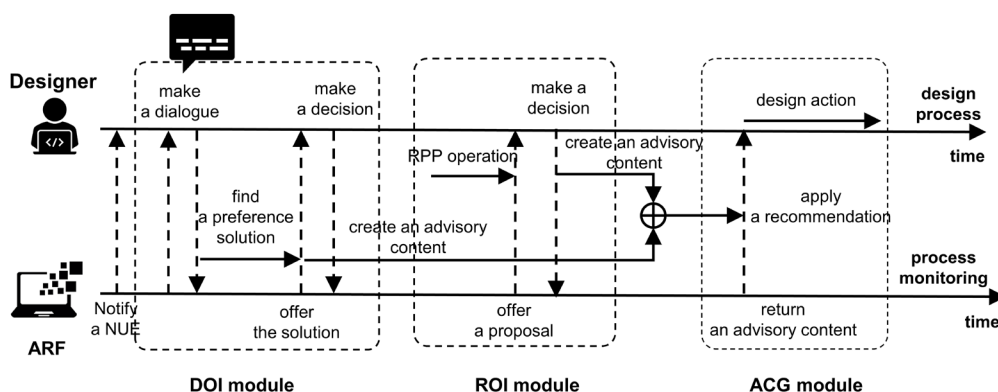 Designer
make
a dialogue
make
a decision
make a
decision
design action
design
process
time
RPP operation
create an advisory
content
find
a preference
solution
create an advisory
content
apply
a recommendation
process
monitoring
time
Notify
a NUE
offer
the solution
offer
a proposal
return
an advisory content
ARF
DOI module
ROI module
ACG module